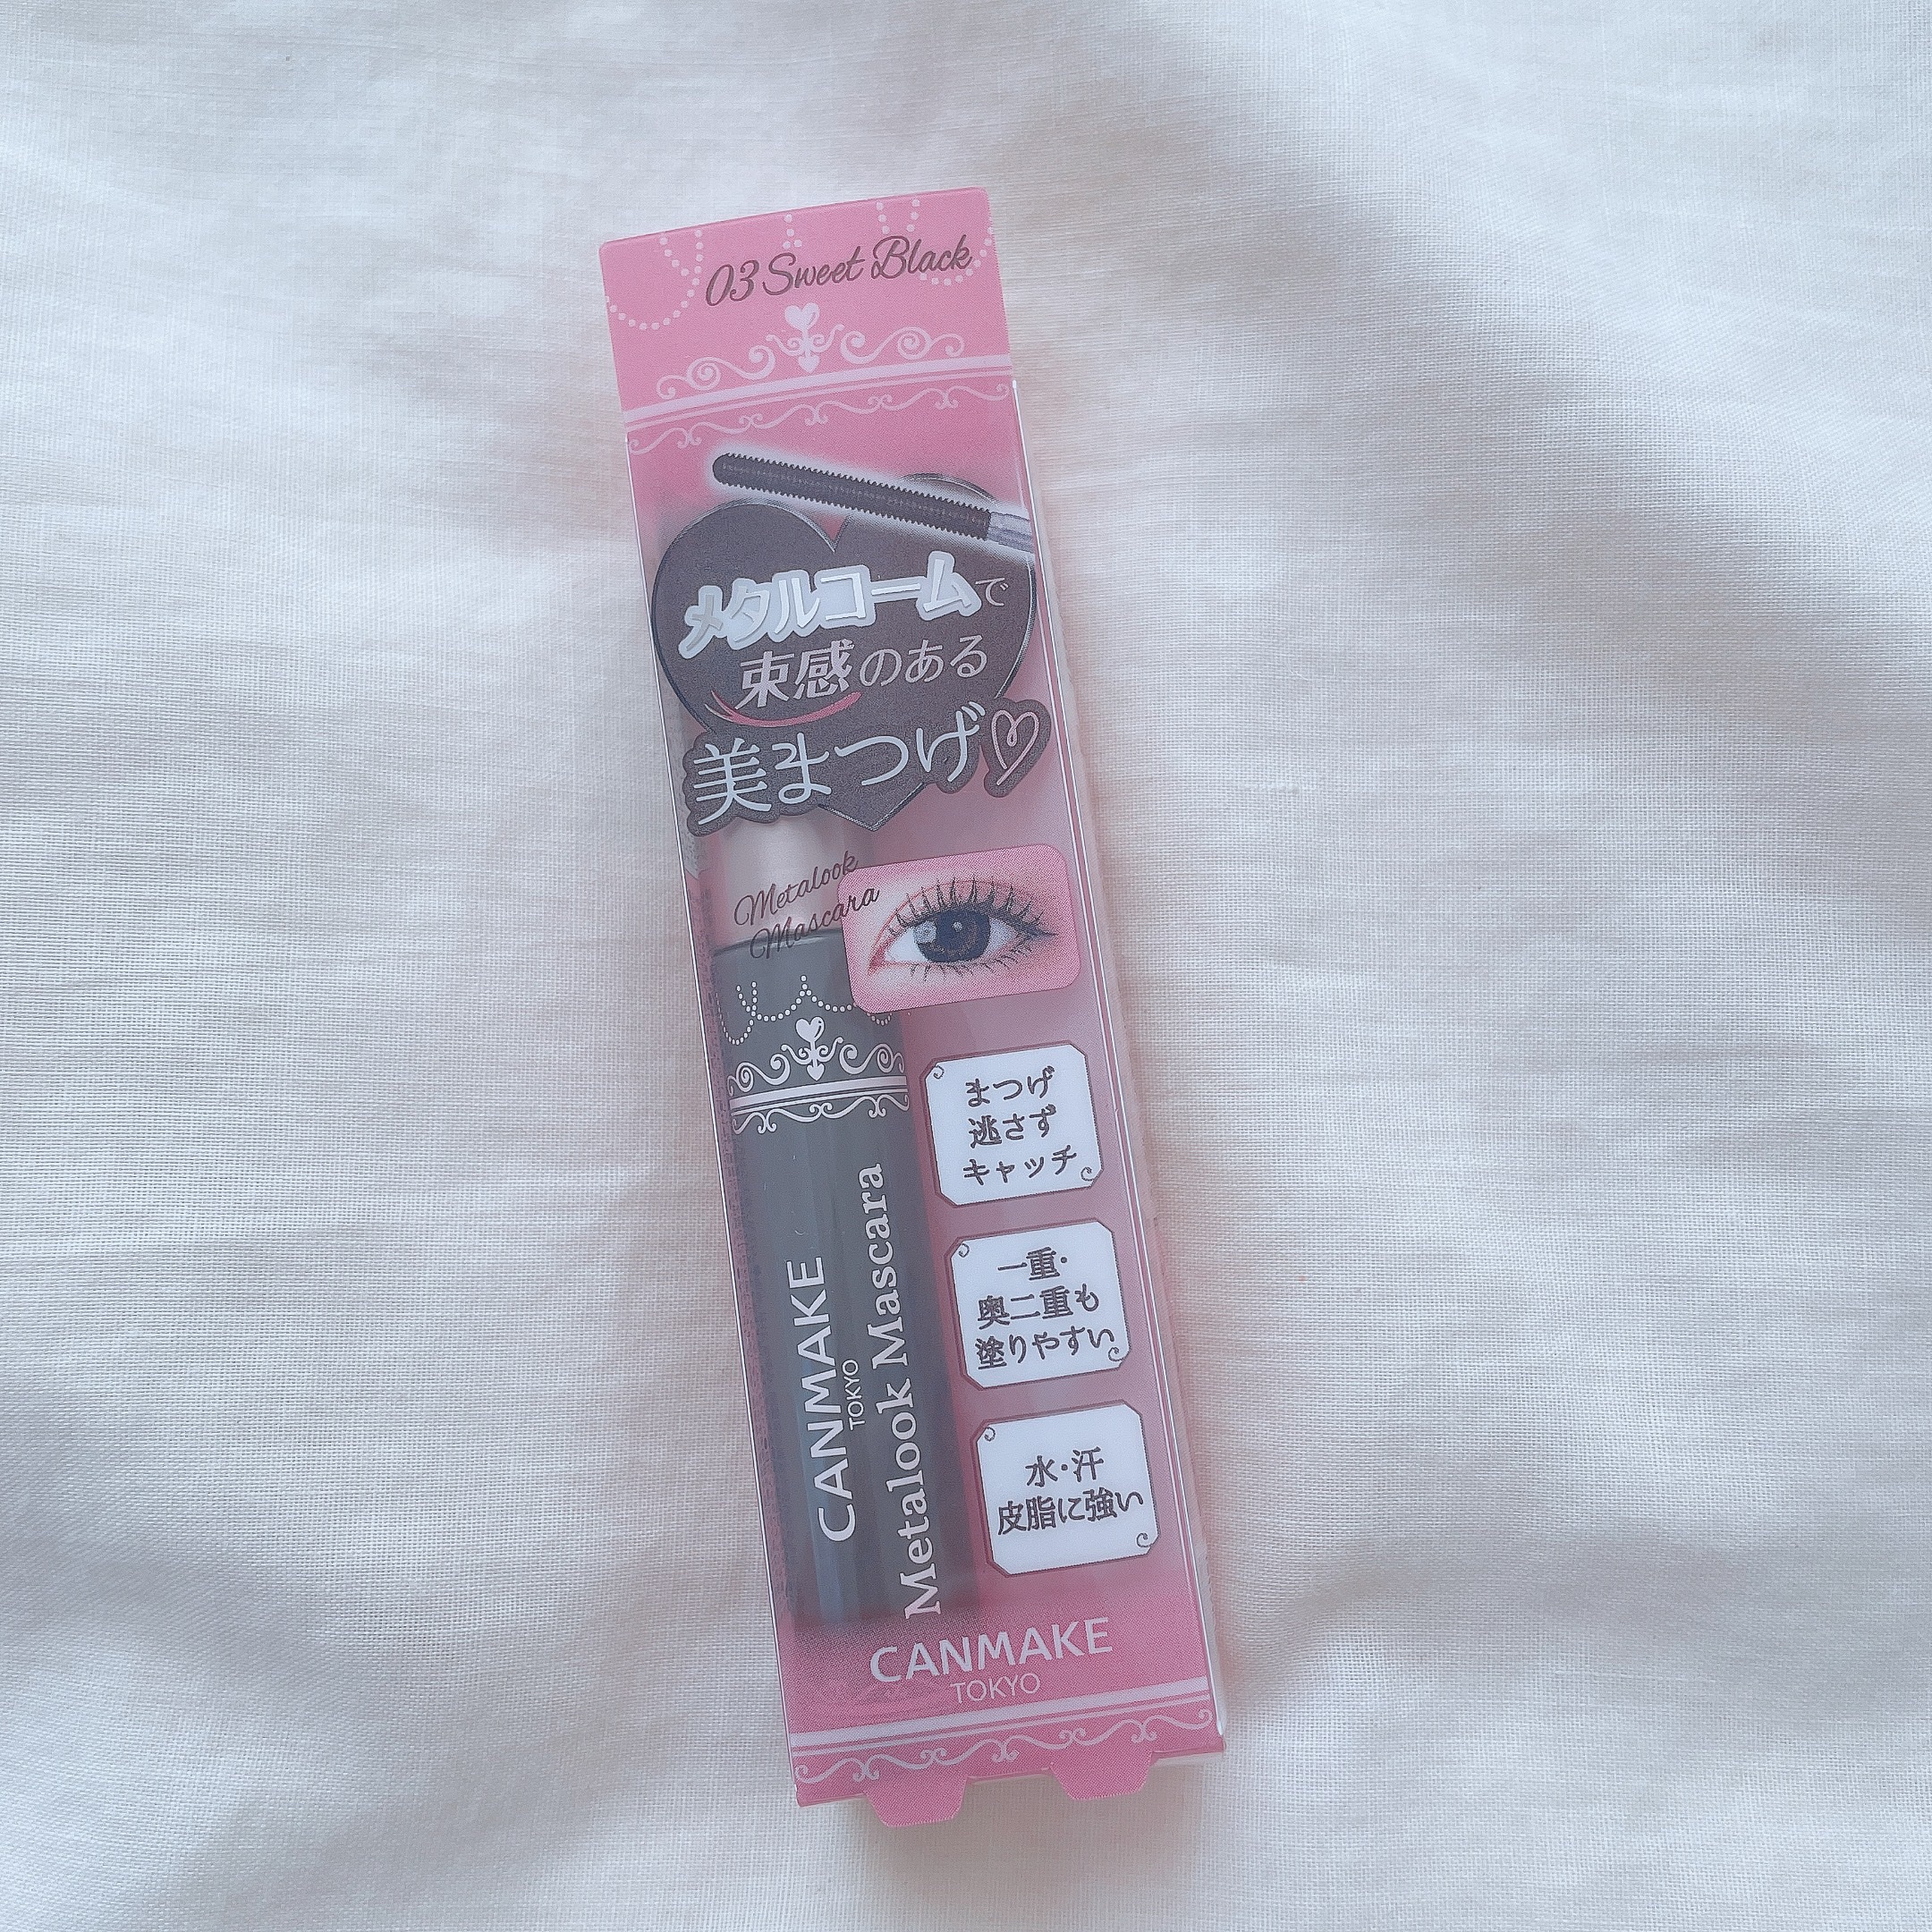 03 Sweet Black
メタルコームで
束感のある
美まつげ♡
Metalook
Mascara
まつげ
逃さず
キャッチ
一重・
奥二重も
塗りやすい
水・汗
皮脂に強い
CANMAKE
TOKYO
Metalook Mascara
CANMAKE
TOKYO